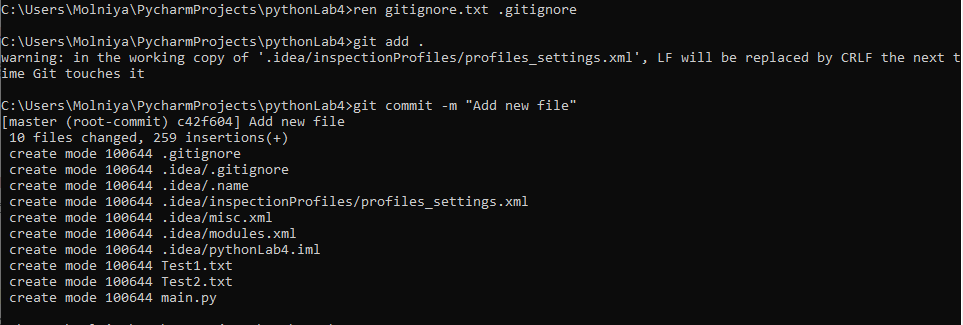 C:\Users\Molniya\PycharmProjects\pythonLab4>ren gitignore.txt .gitignore
C:\Users\Molniya\PycharmProjects\pythonLab4>git add .
warning: in the working copy of '.idea/inspectionProfiles/profiles_settings.xml', LF will be replaced by CRLF the next t
ime Git touches it
C:\Users\Molniya\PycharmProjects\pythonLab4>git commit -m "Add new file"
[master (root-commit) c42f604] Add new file
 10 files changed, 259 insertions(+)
 create mode 100644 .gitignore
 create mode 100644 .idea/.gitignore
 create mode 100644 .idea/.name
 create mode 100644 .idea/inspectionProfiles/profiles_settings.xml
 create mode 100644 .idea/misc.xml
 create mode 100644 .idea/modules.xml
 create mode 100644 .idea/pythonLab4.iml
 create mode 100644 Test1.txt
 create mode 100644 Test2.txt
 create mode 100644 main.py